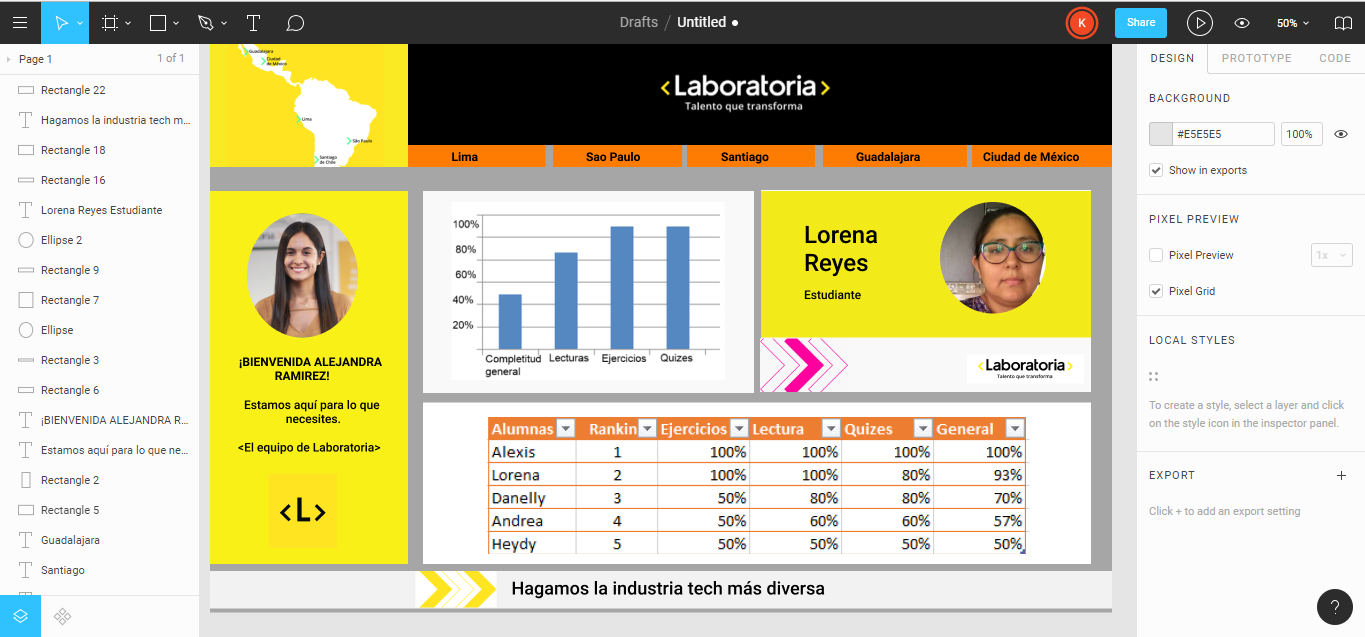 Drafts / Untitled
K
Share
50%
Page 1
1 of 1
Rectangle 22
Hagamos la industria tech m...
Rectangle 18
Rectangle 16
Lorena Reyes Estudiante
Ellipse 2
Rectangle 9
Rectangle 7
Ellipse
Rectangle 3
Rectangle 6
¡BIENVENIDA ALEJANDRA R...
Estamos aquí para lo que ne...
Rectangle 2
Rectangle 5
Guadalajara
Santiago
Guadalajara
Ciudad
de México
Lima
São Paulo
Santiago
de Chile
<Laboratoria>
Talento que transforma
Lima
Sao Paulo
Santiago
Guadalajara
Ciudad de México
¡BIENVENIDA ALEJANDRA
RAMIREZ!
Estamos aquí para lo que
necesites.
<El equipo de Laboratoria>
<L>
100%
80%
60%
40%
20%
Completitud
general
Lecturas
Ejercicios
Quizes
Lorena
Reyes
Estudiante
<Laboratoria>
Talento que transforma
Alumnas Rankin Ejercicios Lectura Quizes General
Alexis 1 100% 100% 100% 100%
Lorena 2 100% 100% 80% 93%
Danelly 3 50% 80% 80% 70%
Andrea 4 50% 60% 60% 57%
Heydy 5 50% 50% 50% 50%
Hagamos la industria tech más diversa
DESIGN
PROTOTYPE
CODE
BACKGROUND
#E5E5E5
100%
Show in exports
PIXEL PREVIEW
Pixel Preview
1x
Pixel Grid
LOCAL STYLES
To create a style, select a layer and click
on the style icon in the inspector panel.
EXPORT
Click + to add an export setting
?